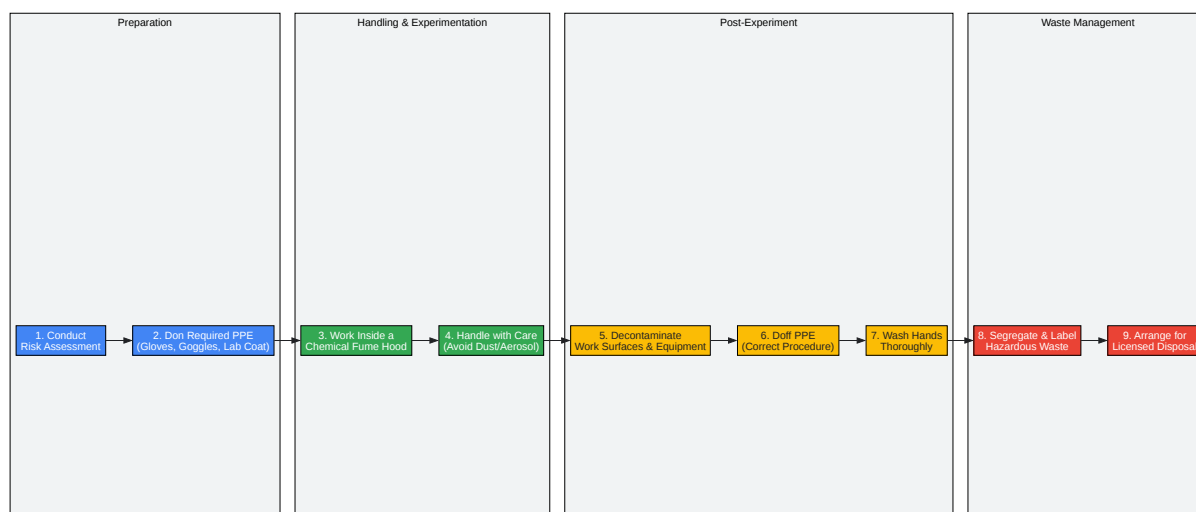 Preparation
Handling & Experimentation
Post-Experiment
Waste Management
1. Conduct
Risk Assessment
2. Don Required PPE
(Gloves, Goggles, Lab Coat)
3. Work Inside a
Chemical Fume Hood
4. Handle with Care
(Avoid Dust/Aerosol)
5. Decontaminate
Work Surfaces & Equipment
6. Doff PPE
(Correct Procedure)
7. Wash Hands
Thoroughly
8. Segregate & Label
Hazardous Waste
9. Arrange for
Licensed Disposal